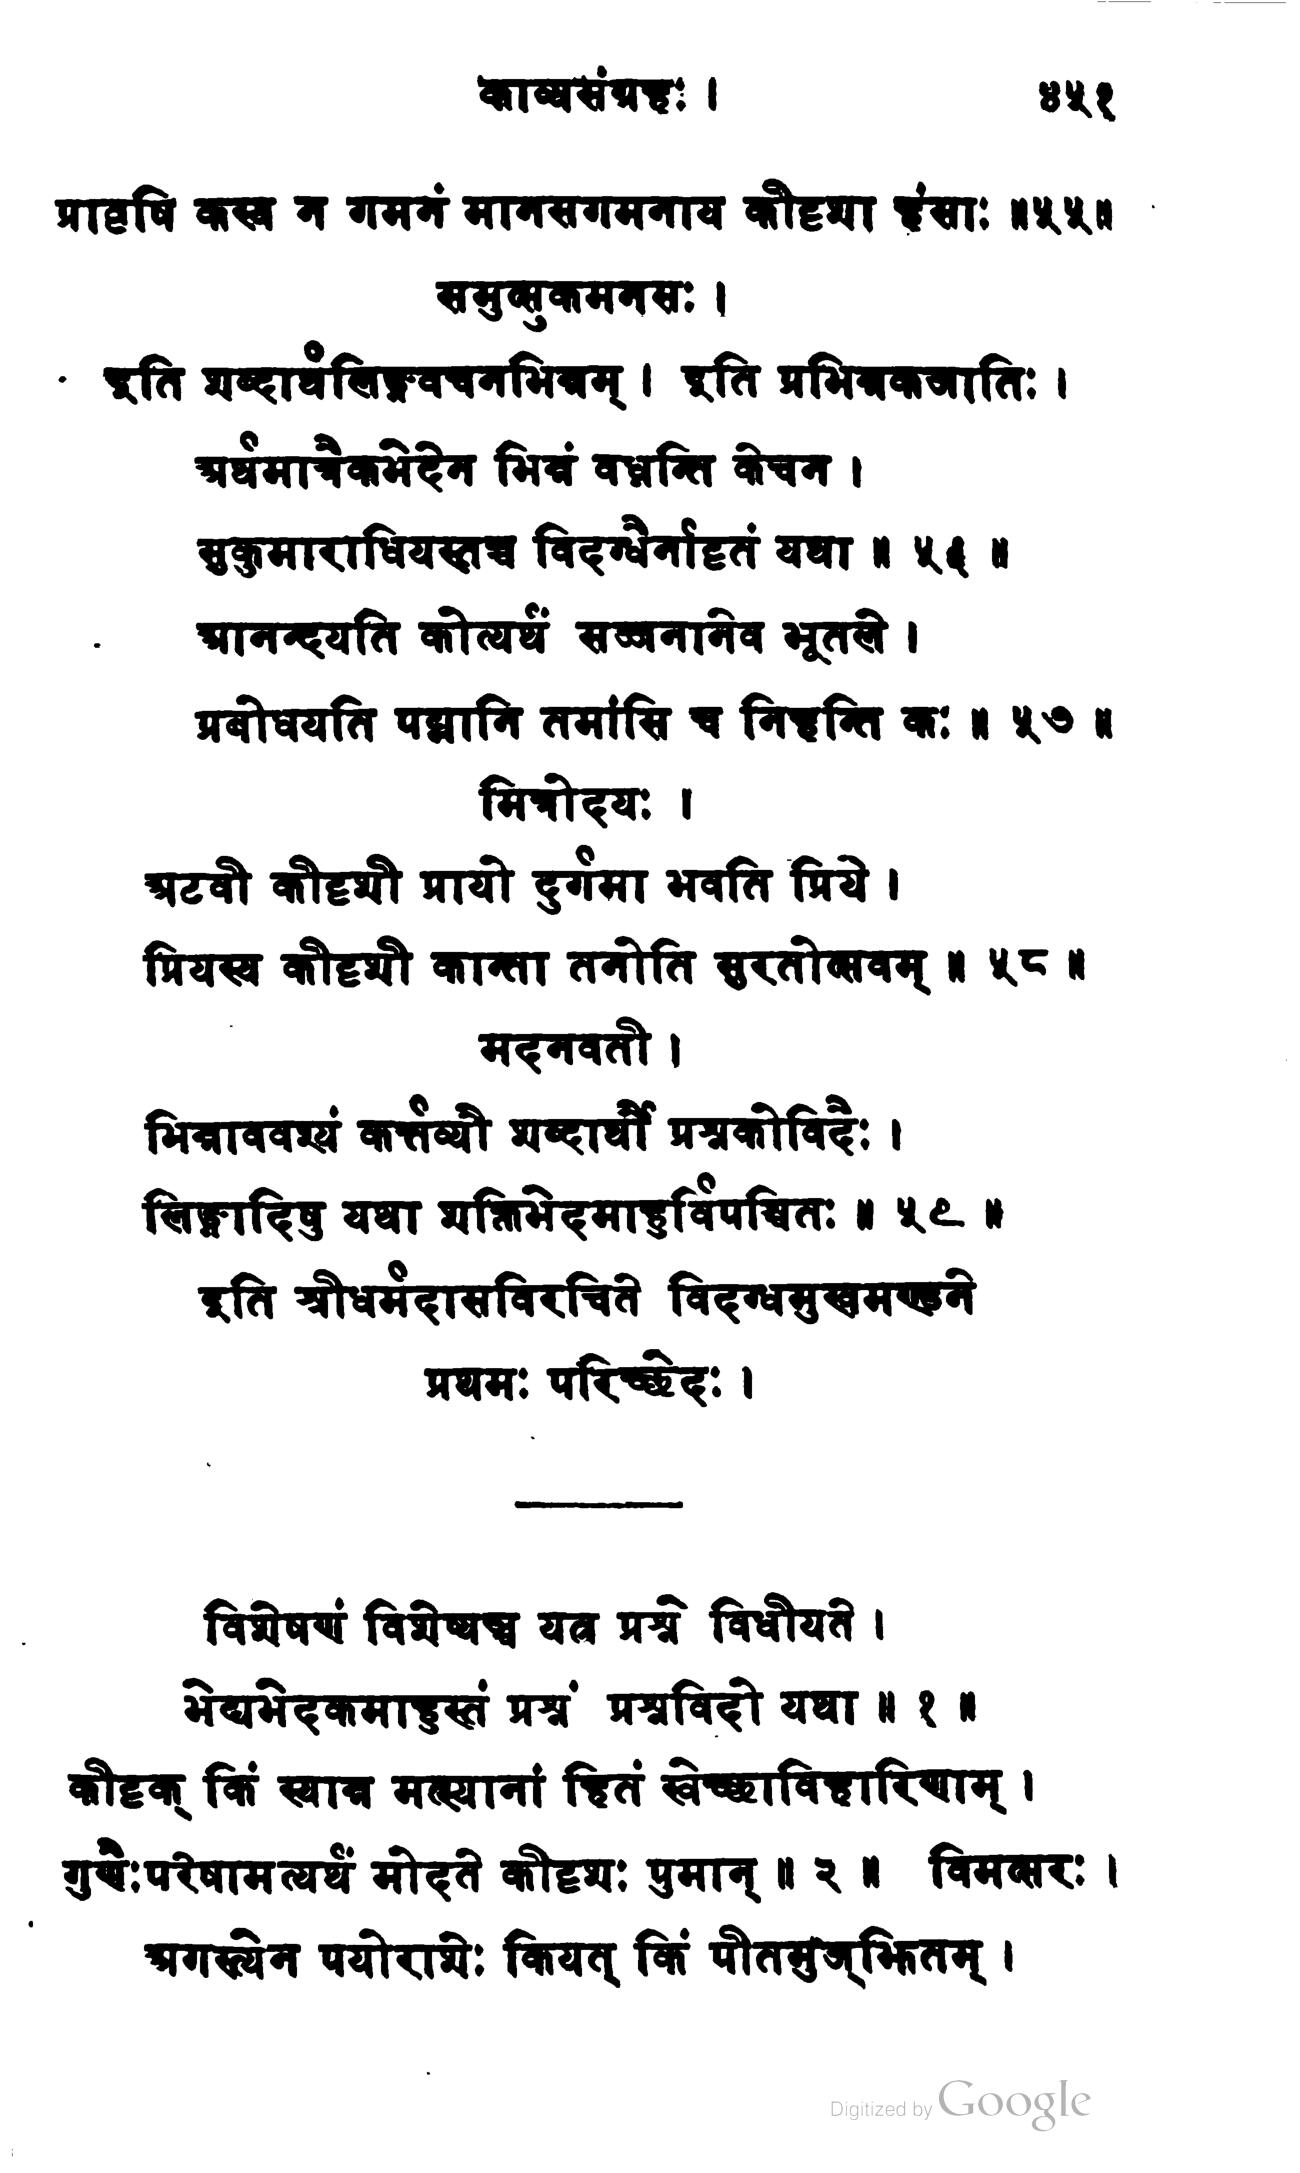 काव्यसंग्रहः । ४५१
प्रावृषि कस्य न गमनं मानसगमनाय कीदृशा हंसाः ॥५५॥
समुत्सुकमनसः ।
इति शब्दार्थलिङ्गवचनभिन्नम् । इति प्रभिन्नकजातिः ।
अर्थमात्रैकभेदेन भिन्नं वध्नन्ति केचन ।
सुकुमाराधियस्तच्च विदग्धैर्नादृतं यथा ॥ ५६ ॥
आनन्दयति कोत्यर्थं सज्जनानेव भूतले ।
प्रबोधयति पद्मानि तमांसि च निहन्ति कः ॥ ५७ ॥
मित्रोदयः ।
अटवी कीदृशी प्रायो दुर्गमा भवति प्रिये ।
प्रियस्य कीदृशी कान्ता तनोति सुरतोत्सवम् ॥ ५८ ॥
मदनवती ।
भिन्नाववश्यं कर्त्तव्यौ शब्दार्थौ प्रश्नकोविदैः ।
लिङ्गादिषु यथा शक्तिभेदमाहुर्विपश्चितः ॥ ५९ ॥
इति श्रीधर्मदासविरचिते विदग्धमुखमण्डने
प्रथमः परिच्छेदः ।
विशेषणं विशेष्यञ्च यत्न प्रश्ने विधीयते ।
भेद्यभेदकमाहुस्तं प्रश्नं प्रश्नविदो यथा ॥ १ ॥
कीदृक् किं स्यान्न मत्स्यानां हितं स्वेच्छाविहारिणाम् ।
गुणैः परेषामत्यर्थं मोदते कीदृशः पुमान् ॥ २ ॥ विमत्सरः ।
अगस्त्येन पयोराशेः कियत् किं पीतमुज्झितम् ।
Digitized by Google